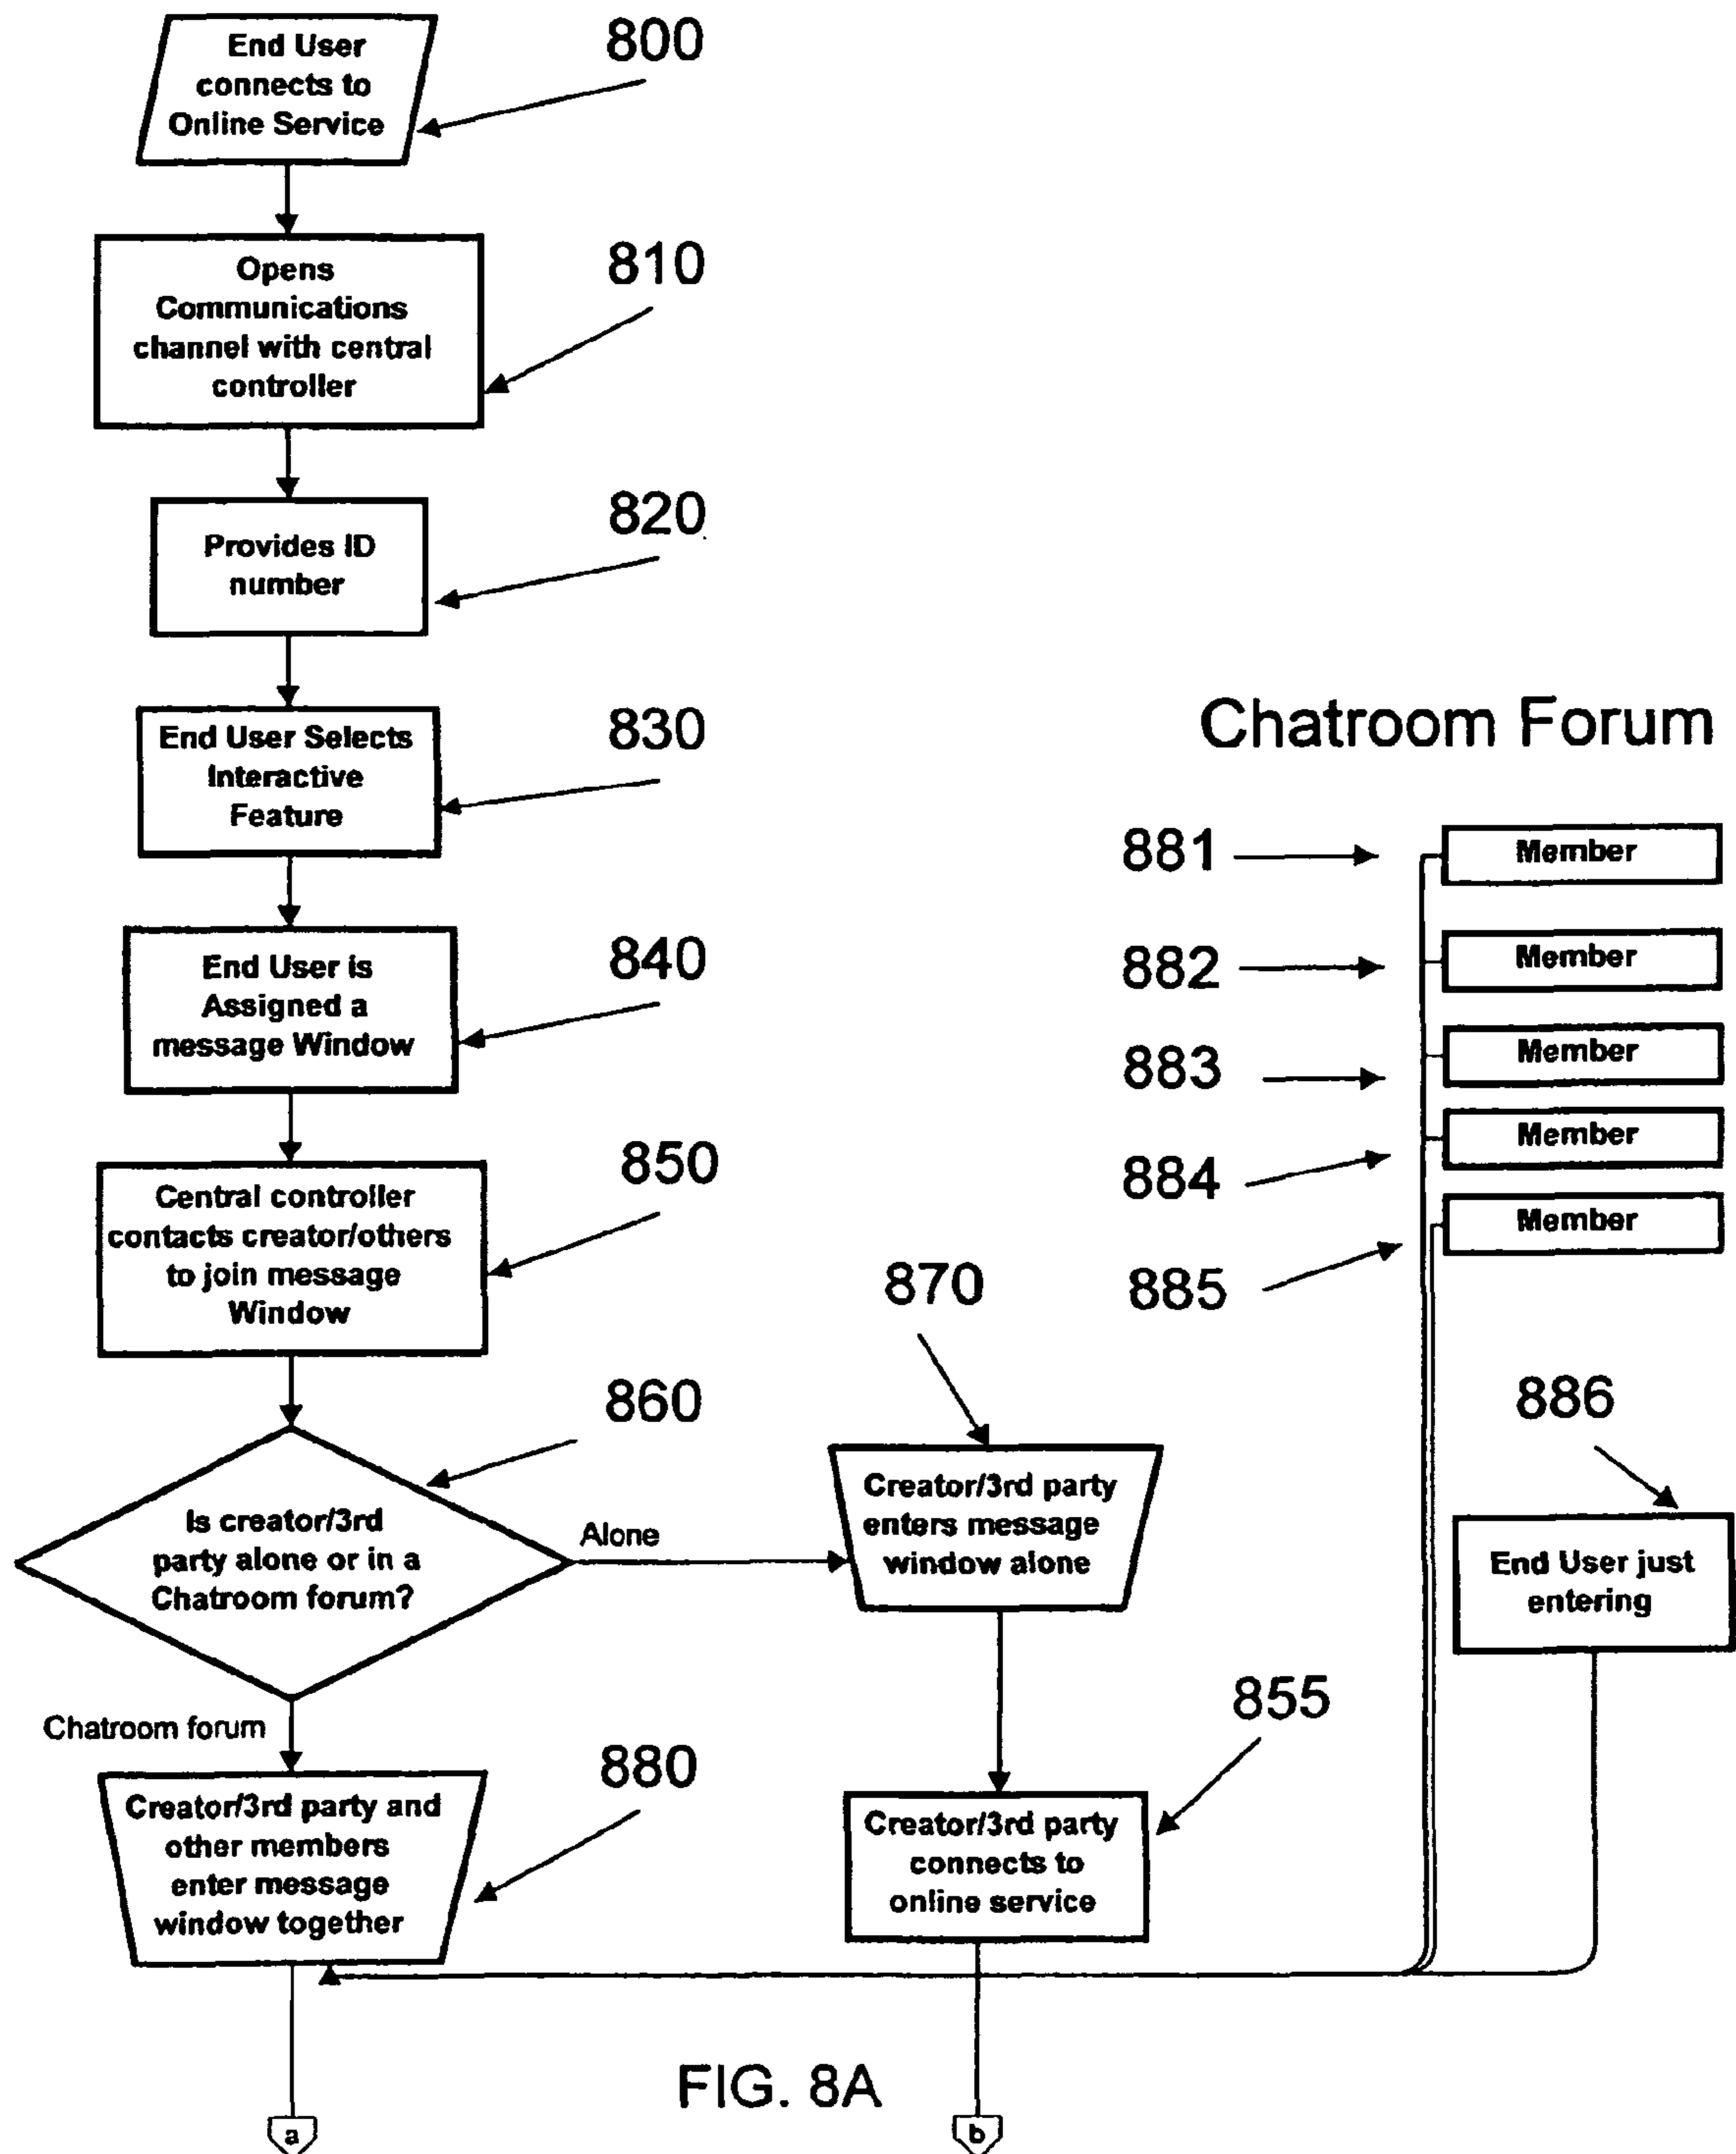 End User
connects to
Online Service
800
Opens
Communications
channel with central
controller
810
Provides ID
number
820
End User Selects
Interactive
Feature
830
End User is
Assigned a
message Window
840
Central controller
contacts creator/others
to join message
Window
850
Is creator/3rd
party alone or in a
Chatroom forum?
860
Alone
Chatroom forum
870
Creator/3rd party
enters message
window alone
855
Creator/3rd party
connects to
online service
Creator/3rd party and
other members
enter message
window together
880
Chatroom Forum
881
Member
882
Member
883
Member
884
Member
885
Member
886
End User just
entering
FIG. 8A
a
b